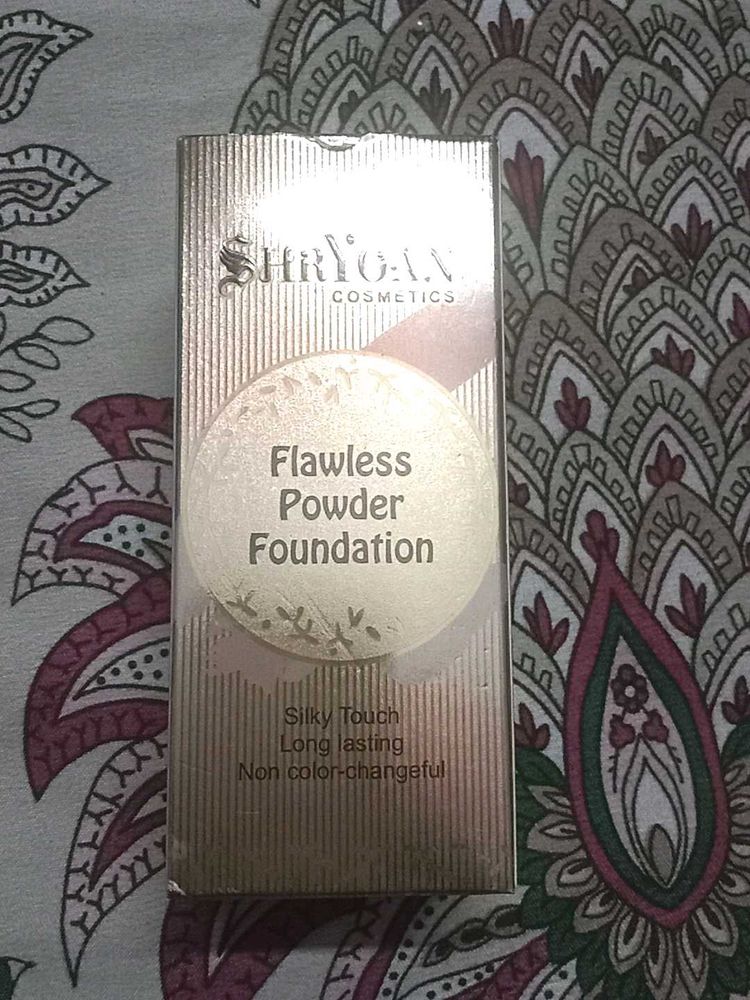 SHRYOAN
COSMETICS
Flawless
Powder
Foundation
Silky Touch
Long lasting
Non color-changeful